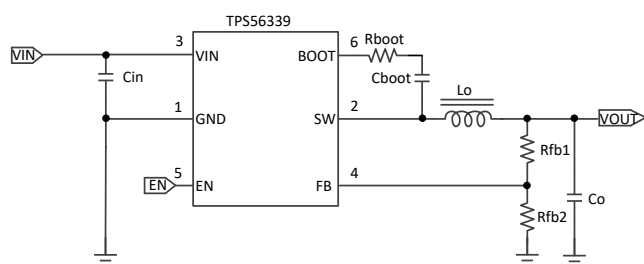 TPS56339
VIN
3
VIN
BOOT
6
Rboot
Cboot
Cin
1
GND
SW
2
Lo
VOUT
Rfb1
EN
5
EN
FB
4
Rfb2
Co